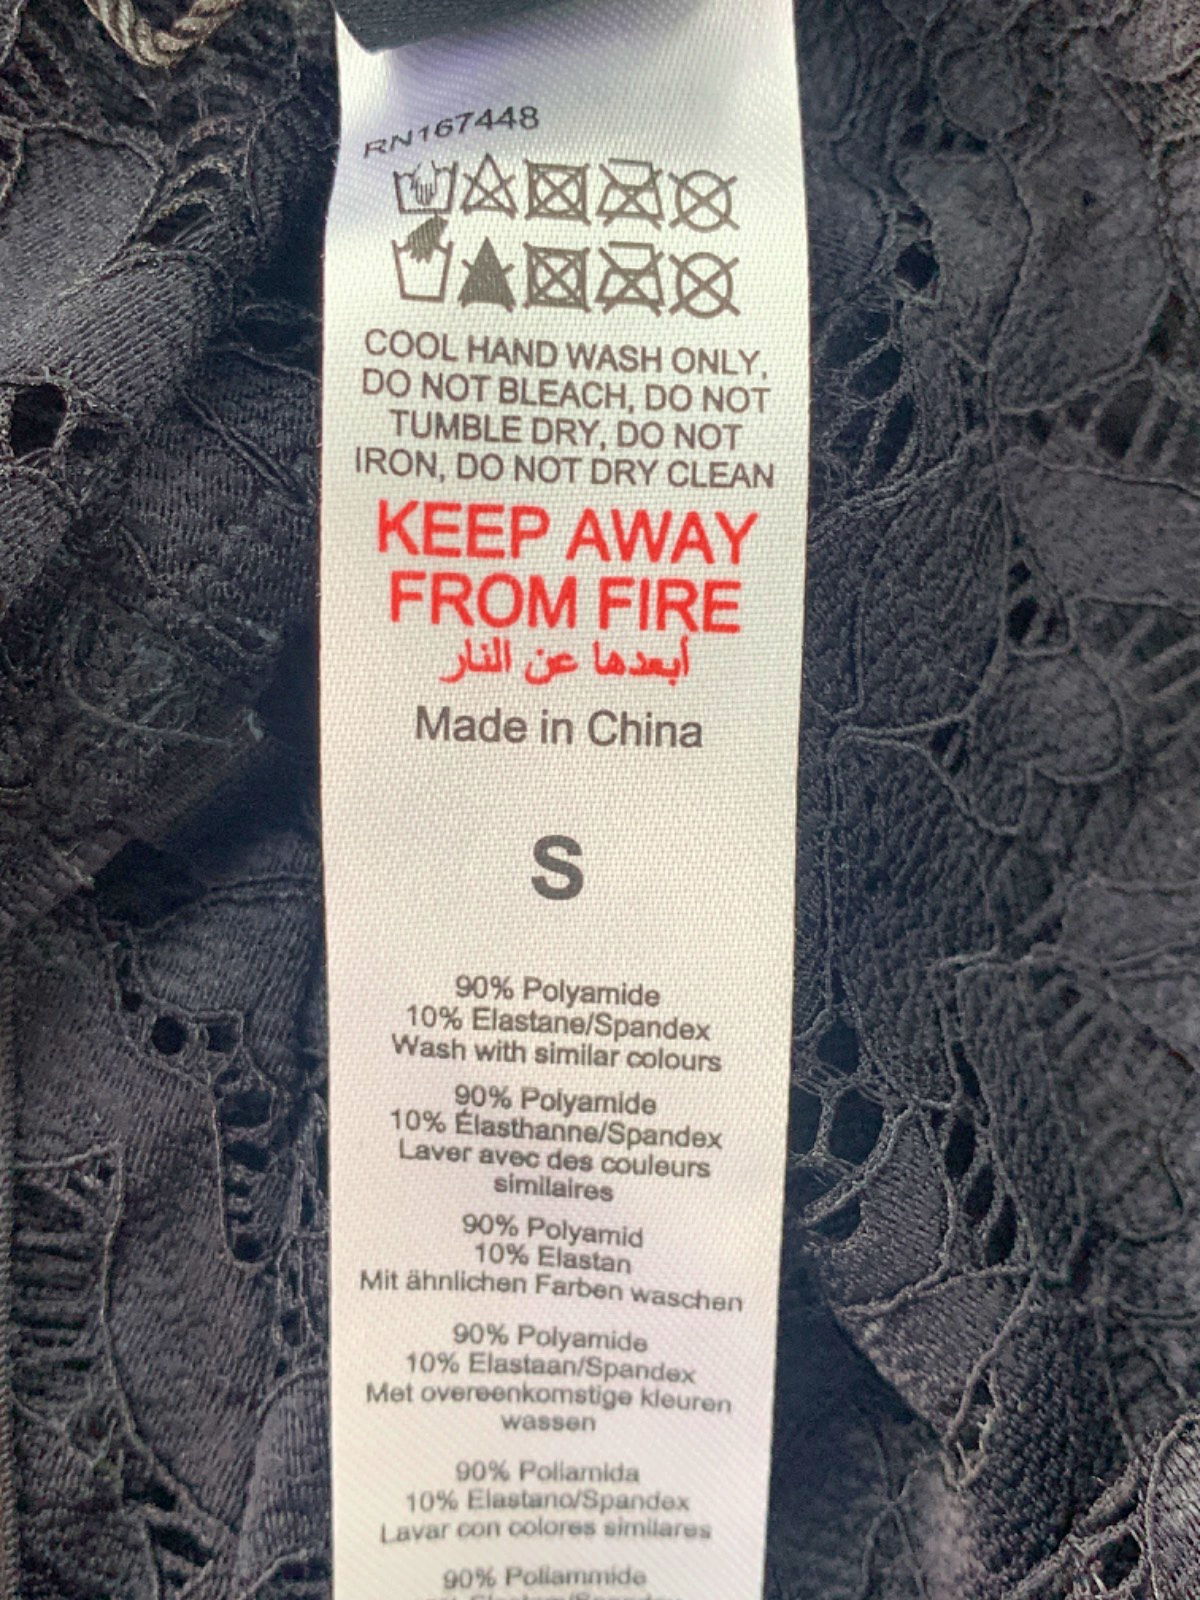 RN167448
COOL HAND WASH ONLY,
DO NOT BLEACH, DO NOT
TUMBLE DRY, DO NOT
IRON, DO NOT DRY CLEAN
KEEP AWAY
FROM FIRE
أبعدها عن النار
Made in China
S
90% Polyamide
10% Elastane/Spandex
Wash with similar colours
90% Polyamide
10% Élasthanne/Spandex
Laver avec des couleurs
similaires
90% Polyamid
10% Elastan
Mit ähnlichen Farben waschen
90% Polyamide
10% Elastaan/Spandex
Met overeenkomstige kleuren
wassen
90% Poliamida
10% Elastano/Spandex
Lavar con colores similares
90% Poliammide